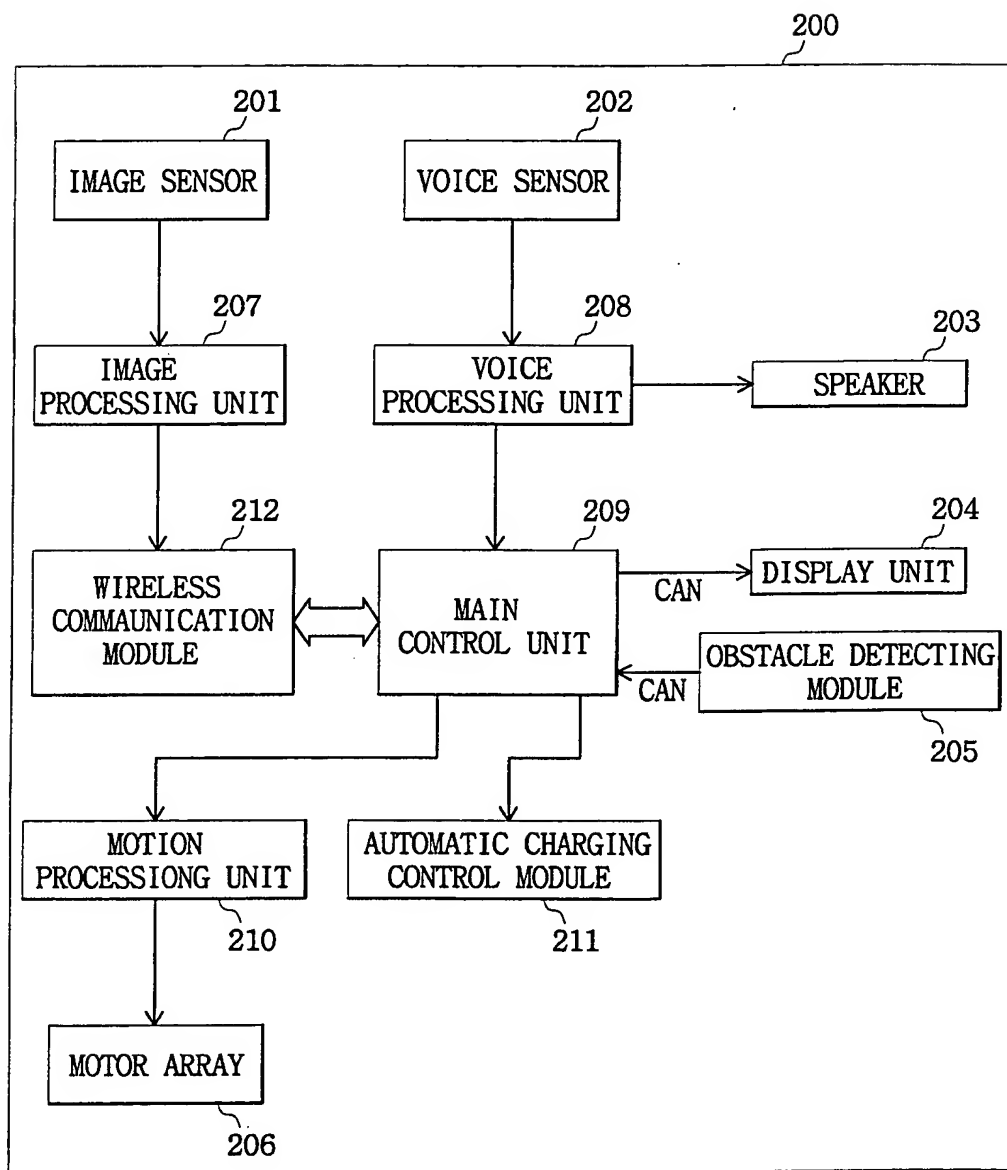 200
201
202
IMAGE SENSOR
VOICE SENSOR
207
208
203
IMAGE
PROCESSING UNIT
VOICE
PROCESSING UNIT
SPEAKER
212
209
204
WIRELESS
COMMAUNICATION
MODULE
MAIN
CONTROL UNIT
CAN
DISPLAY UNIT
CAN
OBSTACLE DETECTING
MODULE
205
MOTION
PROCESSIONG UNIT
AUTOMATIC CHARGING
CONTROL MODULE
210
211
MOTOR ARRAY
206